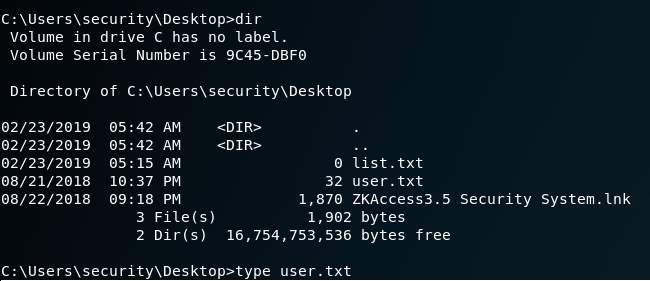 C:\Users\security\Desktop>dir
 Volume in drive C has no label.
 Volume Serial Number is 9C45-DBF0

 Directory of C:\Users\security\Desktop

02/23/2019  05:42 AM    <DIR>          .
02/23/2019  05:42 AM    <DIR>          ..
02/23/2019  05:15 AM                 0 list.txt
08/21/2018  10:37 PM                32 user.txt
08/22/2018  09:18 PM             1,870 ZKAccess3.5 Security System.lnk
               3 File(s)          1,902 bytes
               2 Dir(s)  16,754,753,536 bytes free

C:\Users\security\Desktop>type user.txt